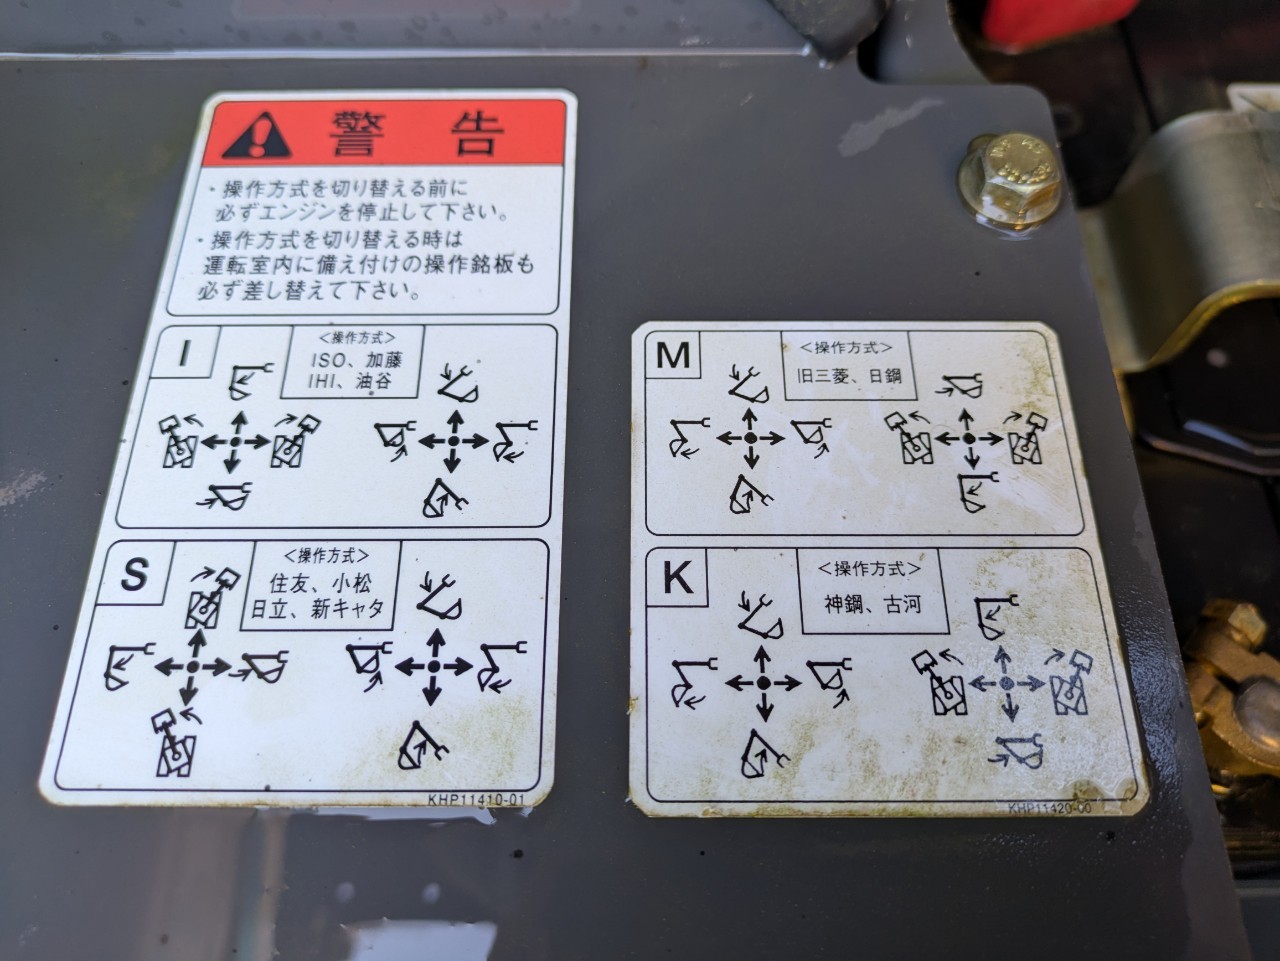 警告
・操作方式を切り替える前に
必ずエンジンを停止して下さい。
・操作方式を切り替える時は
運転室内に備え付けの操作銘板も
必ず差し替えて下さい。
I
<操作方式>
ISO、加藤
IHI、油谷
S
<操作方式>
住友、小松
日立、新キャタ
KHP11410-01
M
<操作方式>
旧三菱、日鋼
K
<操作方式>
神鋼、古河
KHP11420-00